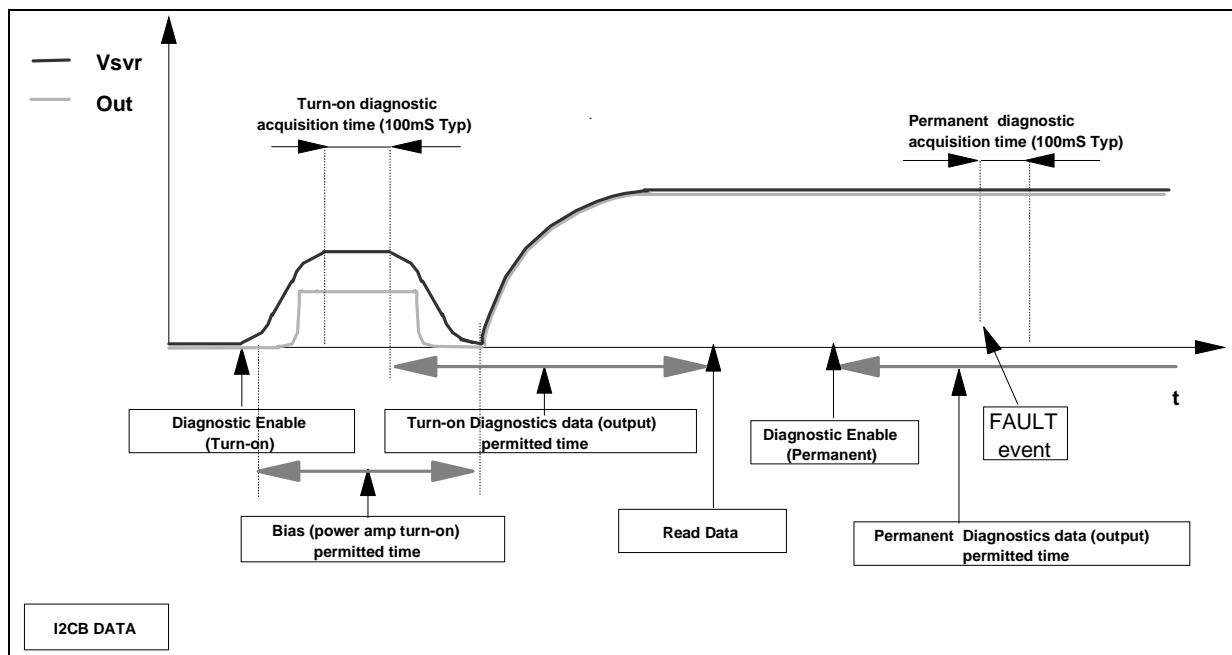 Vsvr
Out
Turn-on diagnostic
acquisition time (100mS Typ)
Permanent diagnostic
acquisition time (100mS Typ)
t
Diagnostic Enable
(Turn-on)
Turn-on Diagnostics data (output)
permitted time
Diagnostic Enable
(Permanent)
FAULT
event
Bias (power amp turn-on)
permitted time
Read Data
Permanent Diagnostics data (output)
permitted time
I2CB DATA